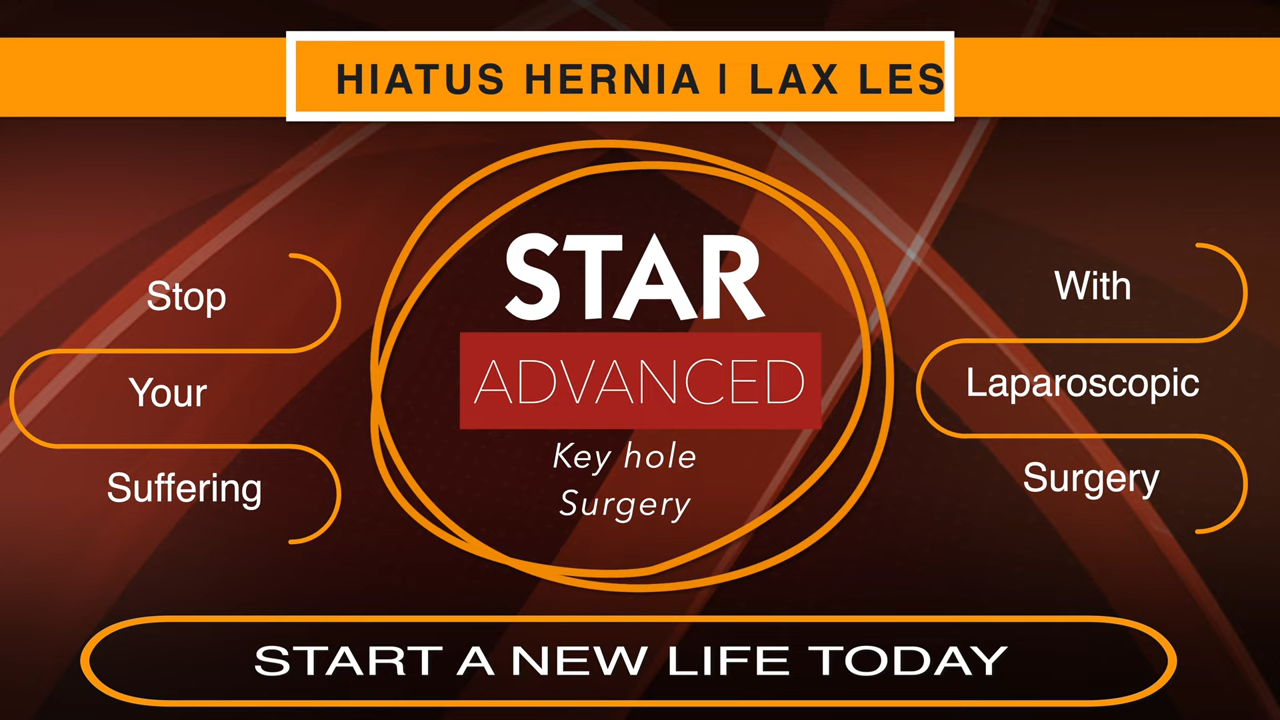 HIATUS HERNIA | LAX LES
Stop
Your
Suffering
STAR
ADVANCED
Key hole
Surgery
With
Laparoscopic
Surgery
START A NEW LIFE TODAY